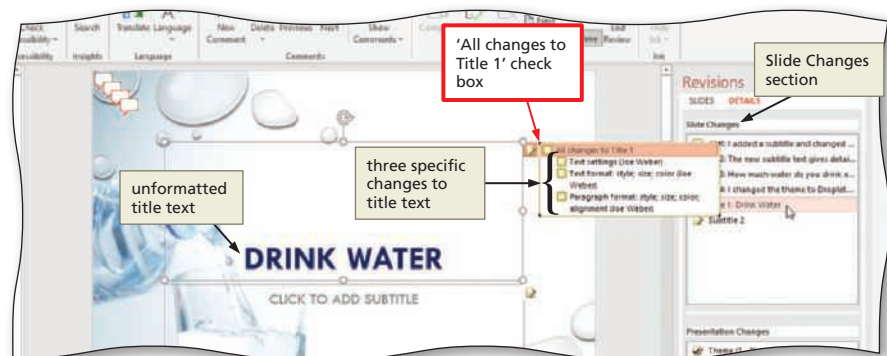 Search
Translate Language
New
Comment
Delete Previous Next
Show
Comments
End
Review
Insights
Language
Comments
Ink
'All changes to
Title 1' check
box
Slide Changes
section
Revisions
SLIDES DETAILS
Slide Changes
I added a subtitle and changed ...
2: The new subtitle text gives detai...
How much water do you drink
I changed the theme to Droplet...
1: Drink Water
Subtitle 2
Presentation Changes
Theme (1
All changes to Title 1
Text settings (Joe Weber)
Text format: style; size; color (Joe
Weber)
Paragraph format: style; size; color;
alignment (Joe Weber)
three specific
changes to
title text
unformatted
title text
DRINK WATER
CLICK TO ADD SUBTITLE